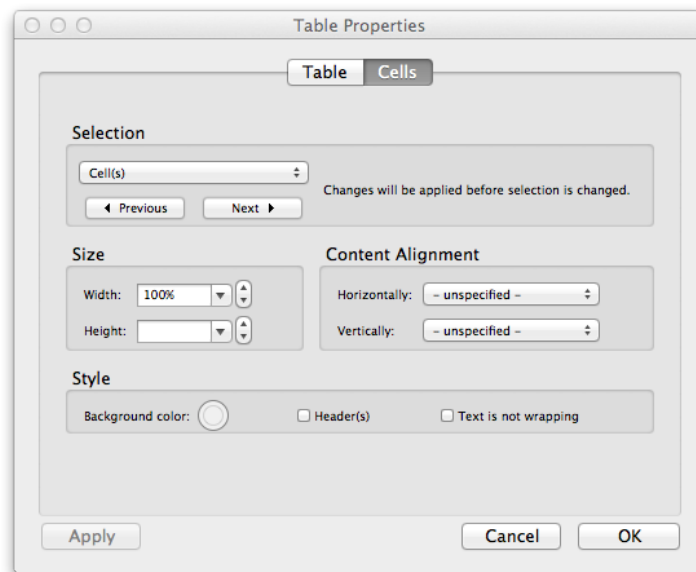 Table Properties
Table Cells
Selection
Cell(s)
Changes will be applied before selection is changed.
Previous Next
Size
Width: 100%
Height:
Content Alignment
Horizontally: – unspecified –
Vertically: – unspecified –
Style
Background color: Header(s) Text is not wrapping
Apply Cancel OK